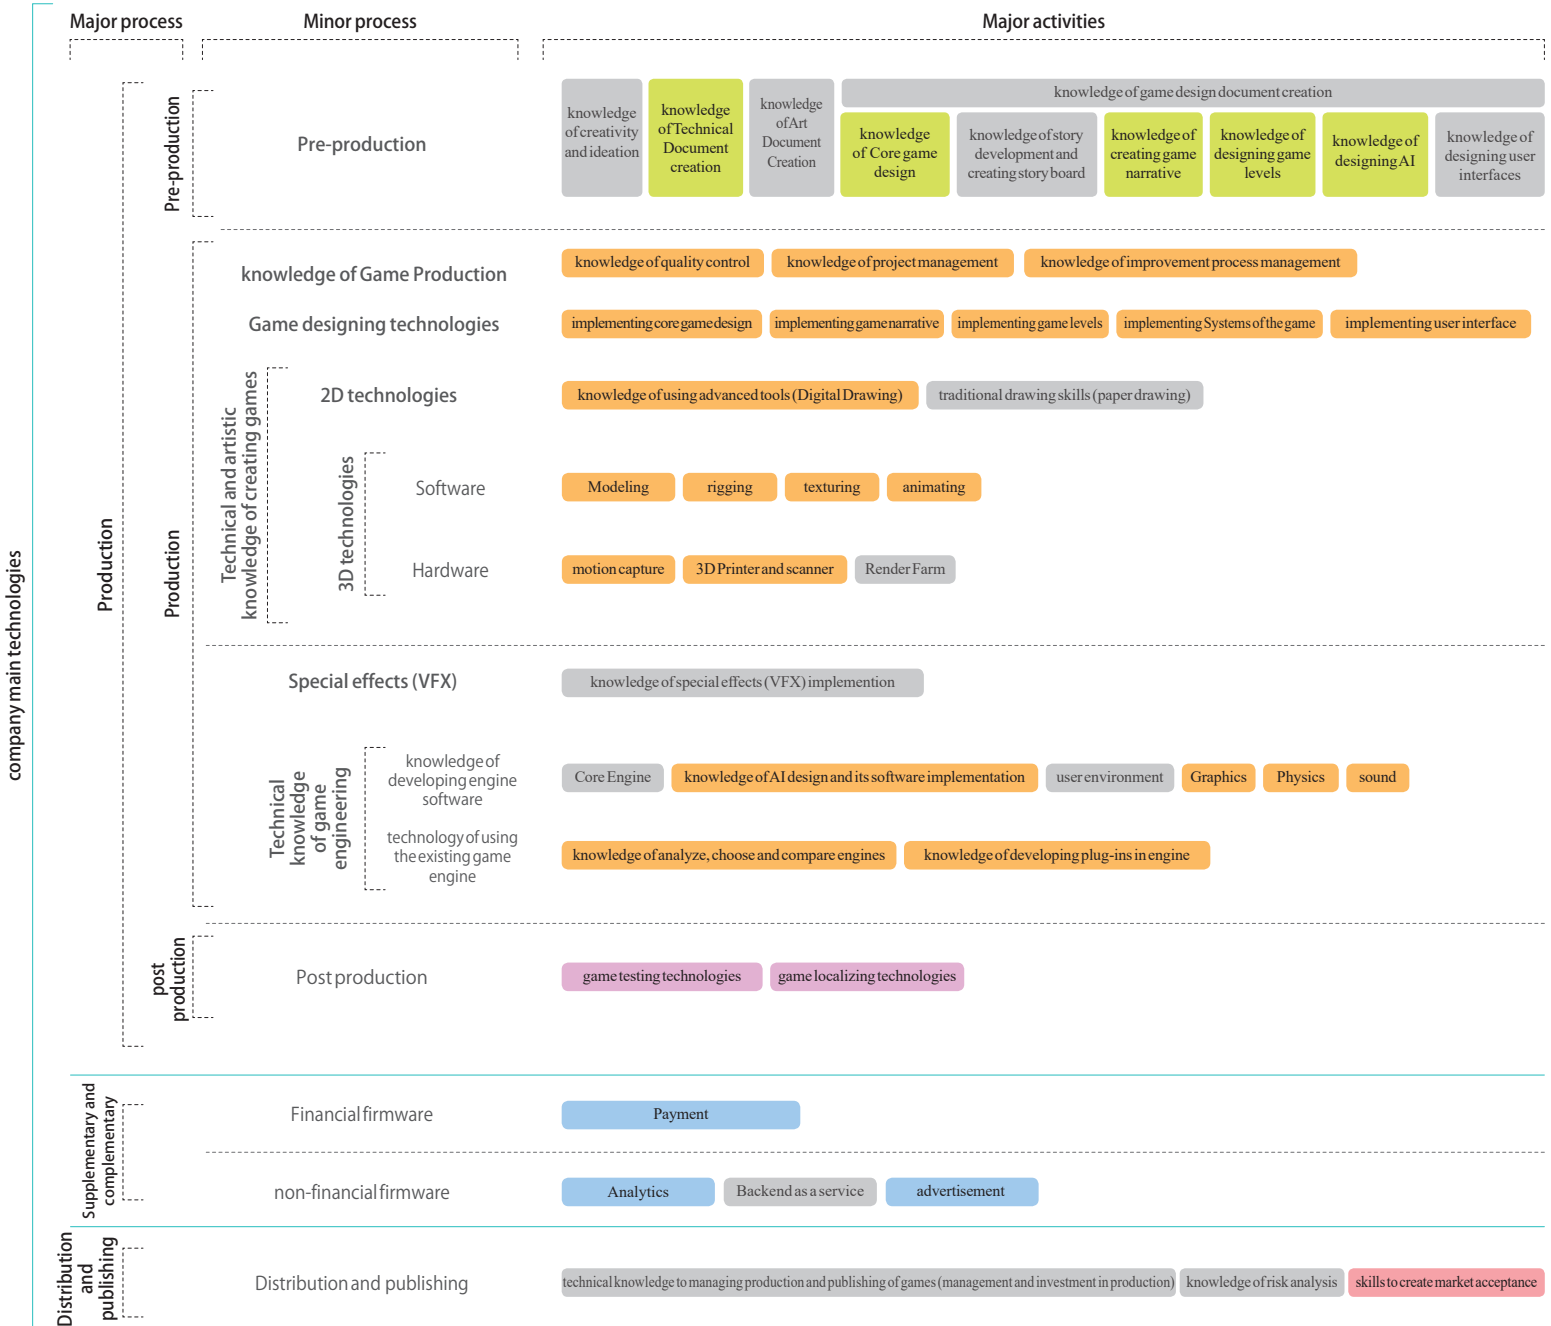 Major process
Minor process
Major activities
company main technologies
Production
Pre-production
Pre-production
knowledge
of creativity
and ideation
knowledge
of Technical
Document
creation
knowledge
of Art
Document
Creation
knowledge of game design document creation
knowledge
of Core game
design
knowledge of story
development and
creating story board
knowledge of
creating game
narrative
knowledge of
designing game
levels
knowledge of
designing AI
knowledge of
designing user
interfaces
Production
knowledge of Game Production
knowledge of quality control
knowledge of project management
knowledge of improvement process management
Game designing technologies
implementing core game design
implementing game narrative
implementing game levels
implementing Systems of the game
implementing user interface
Technical and artistic
knowledge of creating games
2D technologies
knowledge of using advanced tools (Digital Drawing)
traditional drawing skills (paper drawing)
3D technologies
Software
Modeling
rigging
texturing
animating
Hardware
motion capture
3D Printer and scanner
Render Farm
Special effects (VFX)
knowledge of special effects (VFX) implemention
Technical
knowledge
of game
engineering
knowledge of
developing engine
software
Core Engine
knowledge of AI design and its software implementation
user environment
Graphics
Physics
sound
technology of using
the existing game
engine
knowledge of analyze, choose and compare engines
knowledge of developing plug-ins in engine
post
production
Post production
game testing technologies
game localizing technologies
Supplementary and
complementary
Financial firmware
Payment
non-financial firmware
Analytics
Backend as a service
advertisement
Distribution
and
publishing
Distribution and publishing
technical knowledge to managing production and publishing of games (management and investment in production)
knowledge of risk analysis
skills to create market acceptance